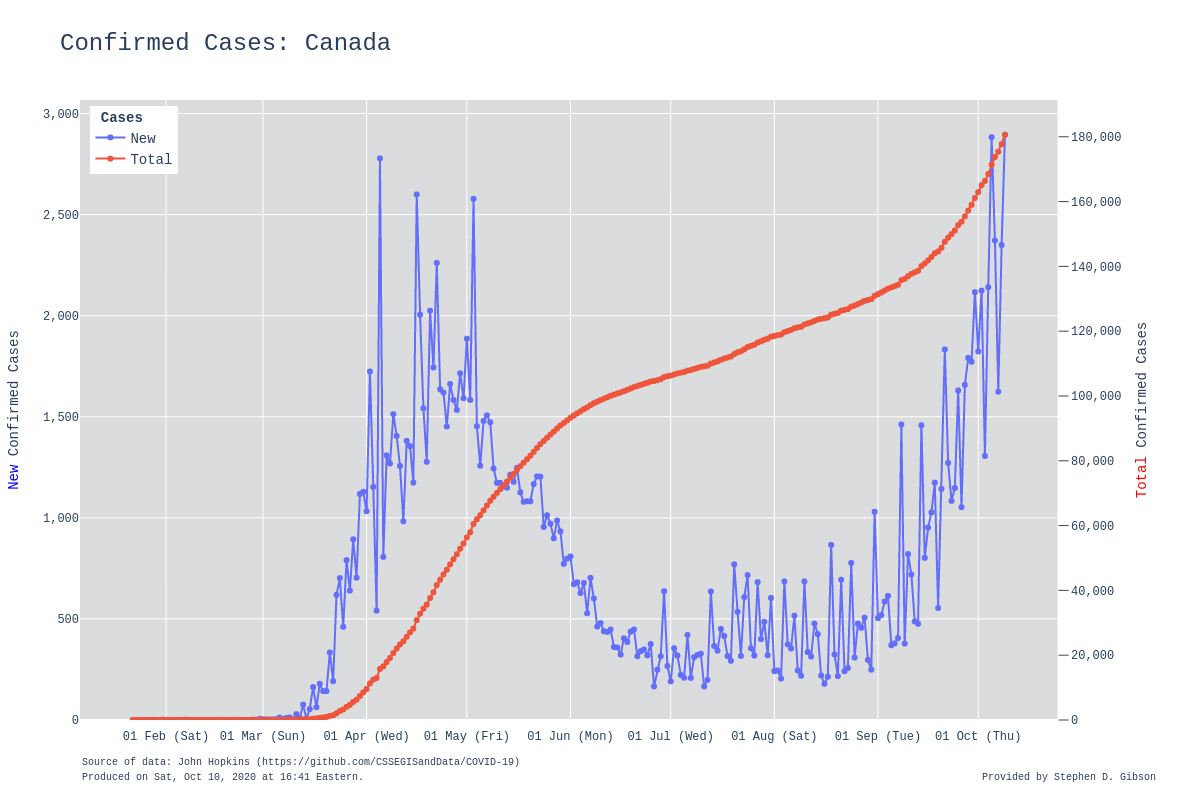 Confirmed Cases: Canada
Cases
New
Total
3,000
2,500
2,000
1,500
1,000
500
0
New Confirmed Cases
180,000
160,000
140,000
120,000
100,000
80,000
60,000
40,000
20,000
0
Total Confirmed Cases
01 Feb (Sat) 01 Mar (Sun) 01 Apr (Wed) 01 May (Fri) 01 Jun (Mon) 01 Jul (Wed) 01 Aug (Sat) 01 Sep (Tue) 01 Oct (Thu)
Source of data: John Hopkins (https://github.com/CSSEGISandData/COVID-19)
Produced on Sat, Oct 10, 2020 at 16:41 Eastern.
Provided by Stephen D. Gibson